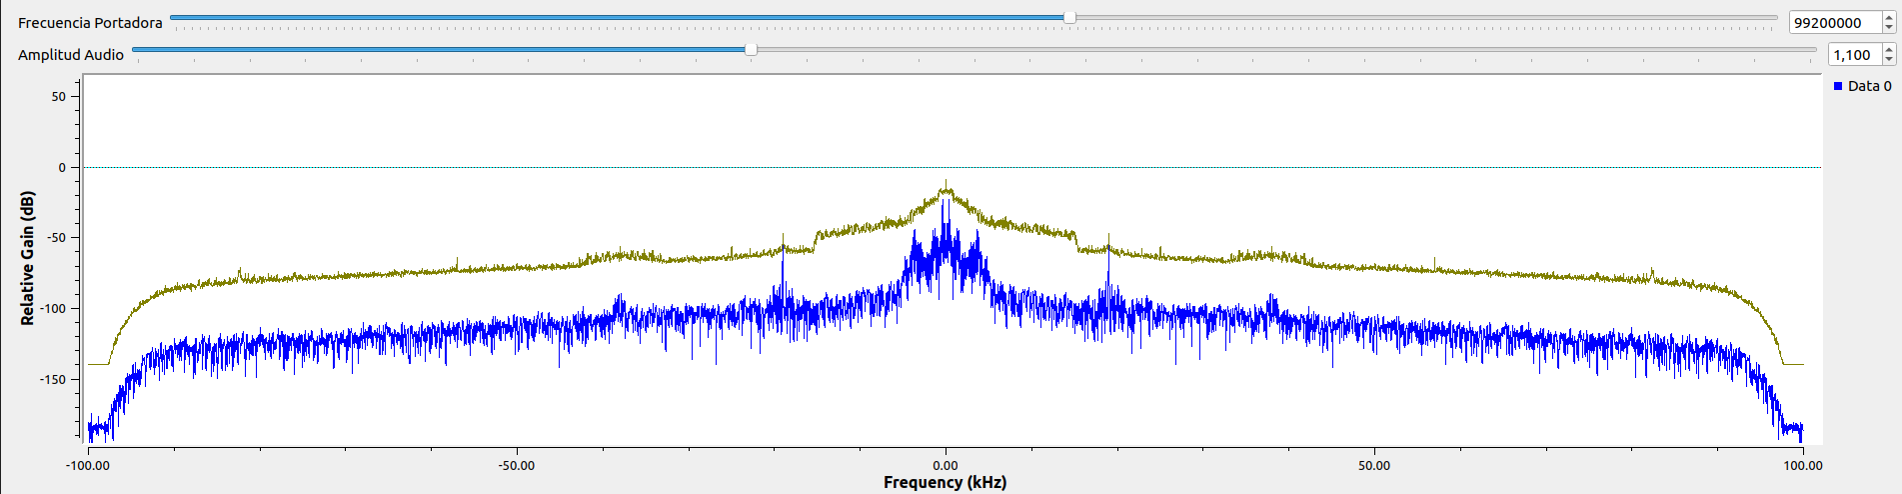 Frecuencia Portadora
99200000
Amplitud Audio
1,100
Data 0
50
0
-50
-100
-150
Relative Gain (dB)
-100.00
-50.00
0.00
50.00
100.00
Frequency (kHz)